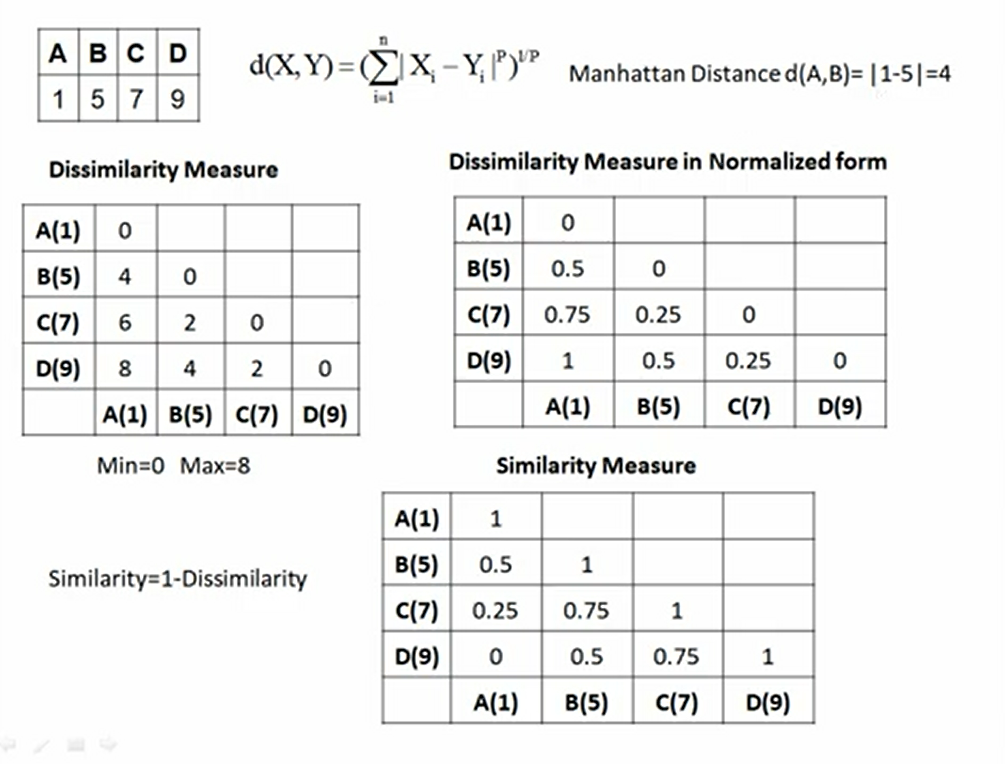 A B C D
1 5 7 9
d(X,Y) = (∑ⁿᵢ₌₁ | Xᵢ − Yᵢ |ᴾ)¹/ᴾ
Manhattan Distance d(A,B)= |1-5|=4
Dissimilarity Measure
A(1) 0
B(5) 4 0
C(7) 6 2 0
D(9) 8 4 2 0
A(1) B(5) C(7) D(9)
Min=0 Max=8
Dissimilarity Measure in Normalized form
A(1) 0
B(5) 0.5 0
C(7) 0.75 0.25 0
D(9) 1 0.5 0.25 0
A(1) B(5) C(7) D(9)
Similarity=1-Dissimilarity
Similarity Measure
A(1) 1
B(5) 0.5 1
C(7) 0.25 0.75 1
D(9) 0 0.5 0.75 1
A(1) B(5) C(7) D(9)